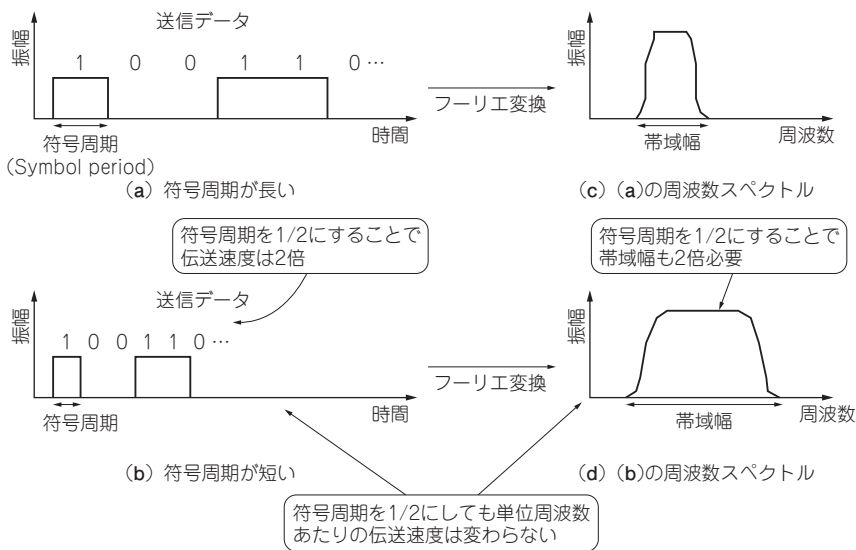 送信データ
振幅
1 0 0 1 1 0 …
時間
符号周期
（Symbol period）
（a）符号周期が長い
フーリエ変換
振幅
帯域幅
周波数
（c）（a）の周波数スペクトル
符号周期を1/2にすることで
伝送速度は2倍
符号周期を1/2にすることで
帯域幅も2倍必要
送信データ
振幅
1 0 0 1 1 0 …
時間
符号周期
（b）符号周期が短い
フーリエ変換
振幅
帯域幅
周波数
（d）（b）の周波数スペクトル
符号周期を1/2にしても単位周波数
あたりの伝送速度は変わらない